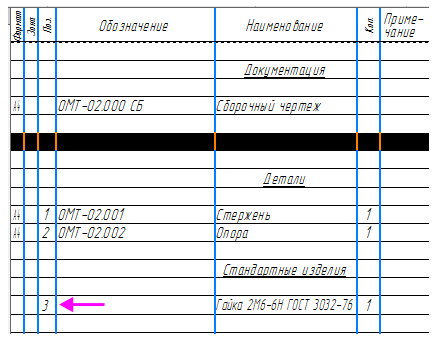 Формат Зона Поз. Обозначение Наименование Кол. Приме-
чание
Документация
А4 ОМТ-02.000 СБ Сборочный чертеж
Детали
А4 1 ОМТ-02.001 Стержень 1
А4 2 ОМТ-02.002 Опора 1
Стандартные изделия
3 Гайка 2М6-6Н ГОСТ 3032-76 1